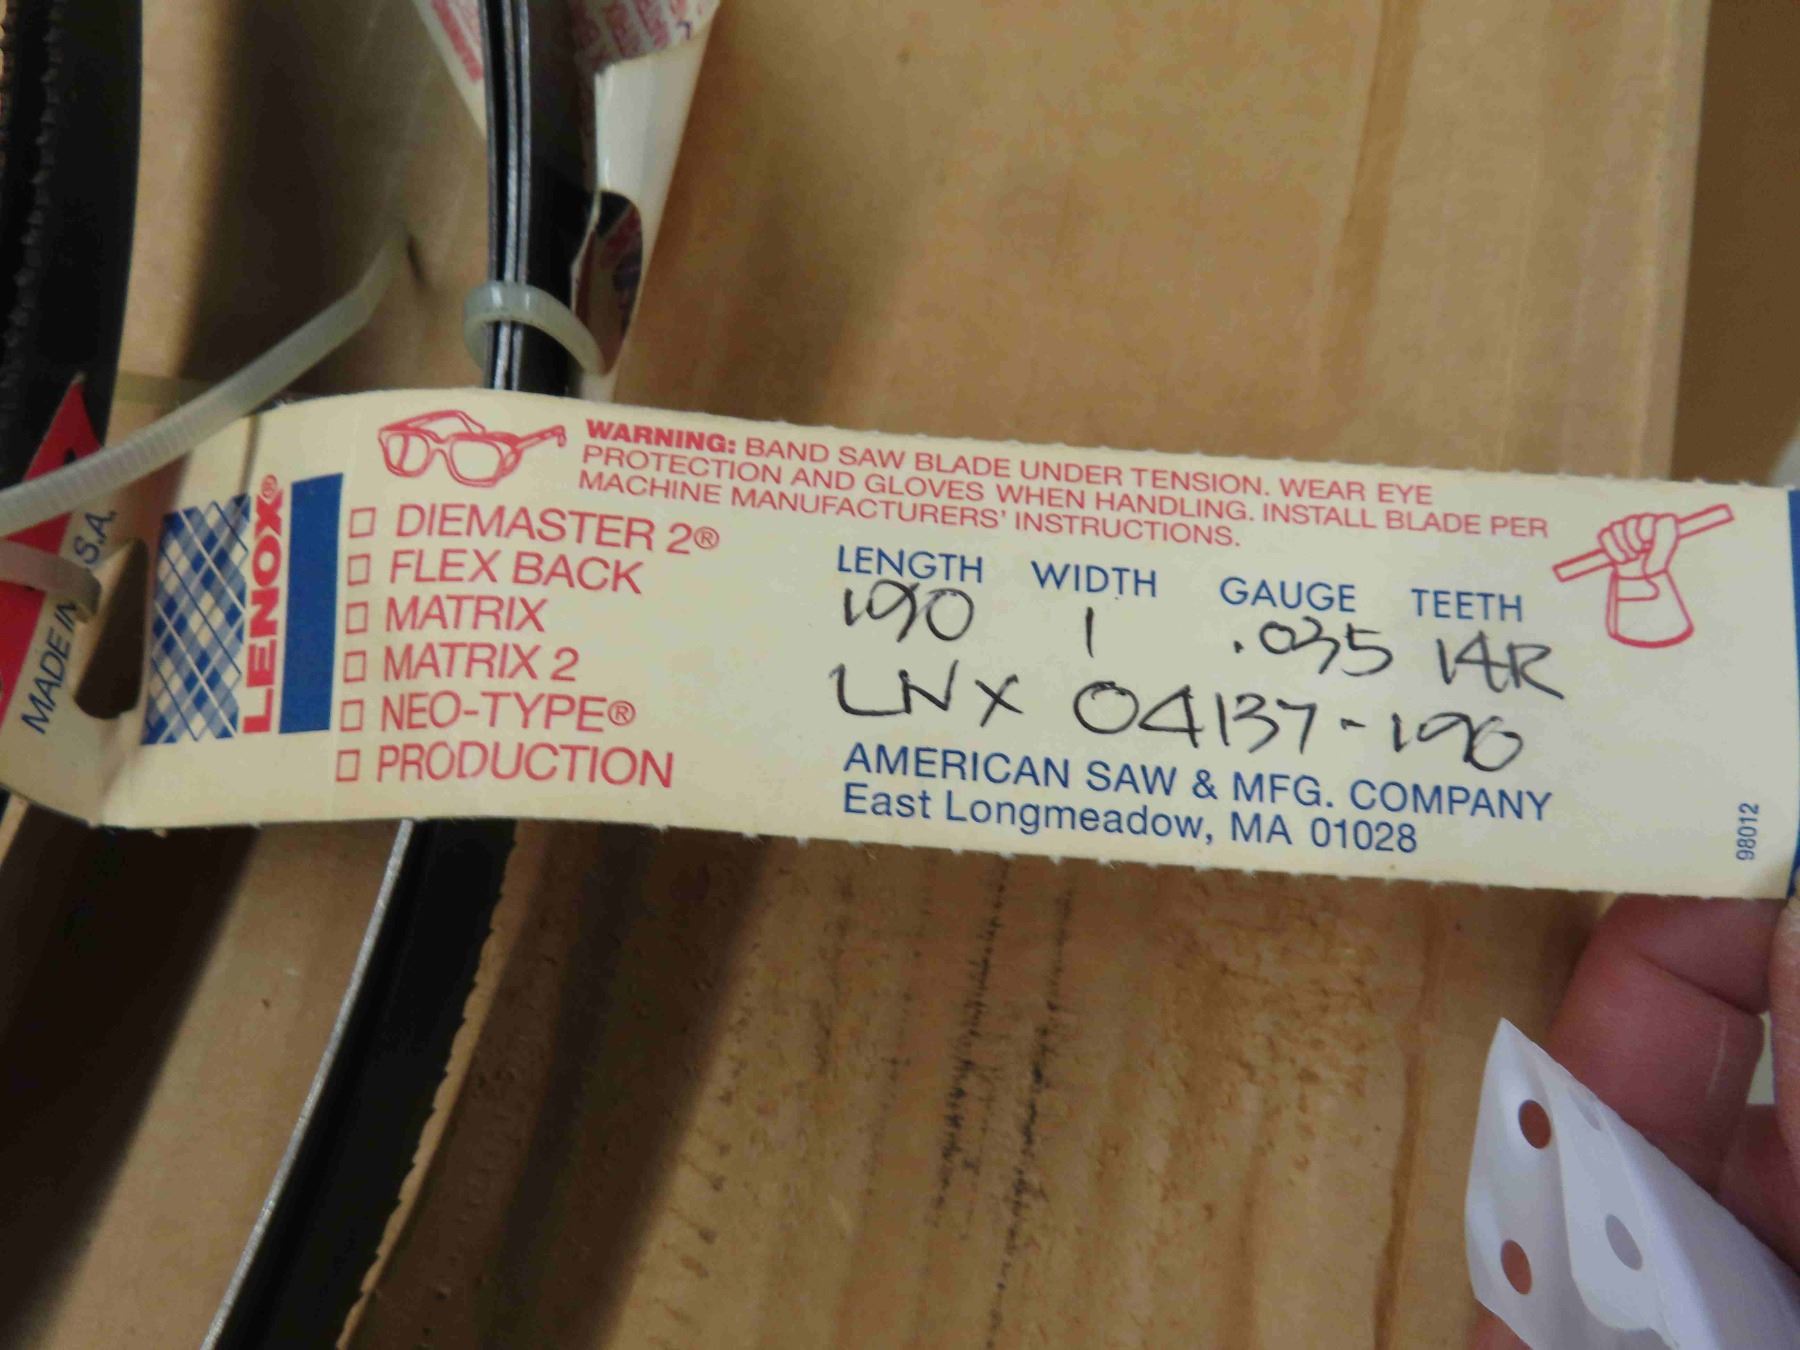 WARNING: BAND SAW BLADE UNDER TENSION. WEAR EYE
PROTECTION AND GLOVES WHEN HANDLING. INSTALL BLADE PER
MACHINE MANUFACTURERS' INSTRUCTIONS.
LENOX®
☐ DIEMASTER 2®
☐ FLEX BACK
☐ MATRIX
☐ MATRIX 2
☐ NEO-TYPE®
☐ PRODUCTION
LENGTH WIDTH GAUGE TEETH
190 1 .035 14R
LNX 04137-190
AMERICAN SAW & MFG. COMPANY
East Longmeadow, MA 01028
98012
MADE IN
S.A.